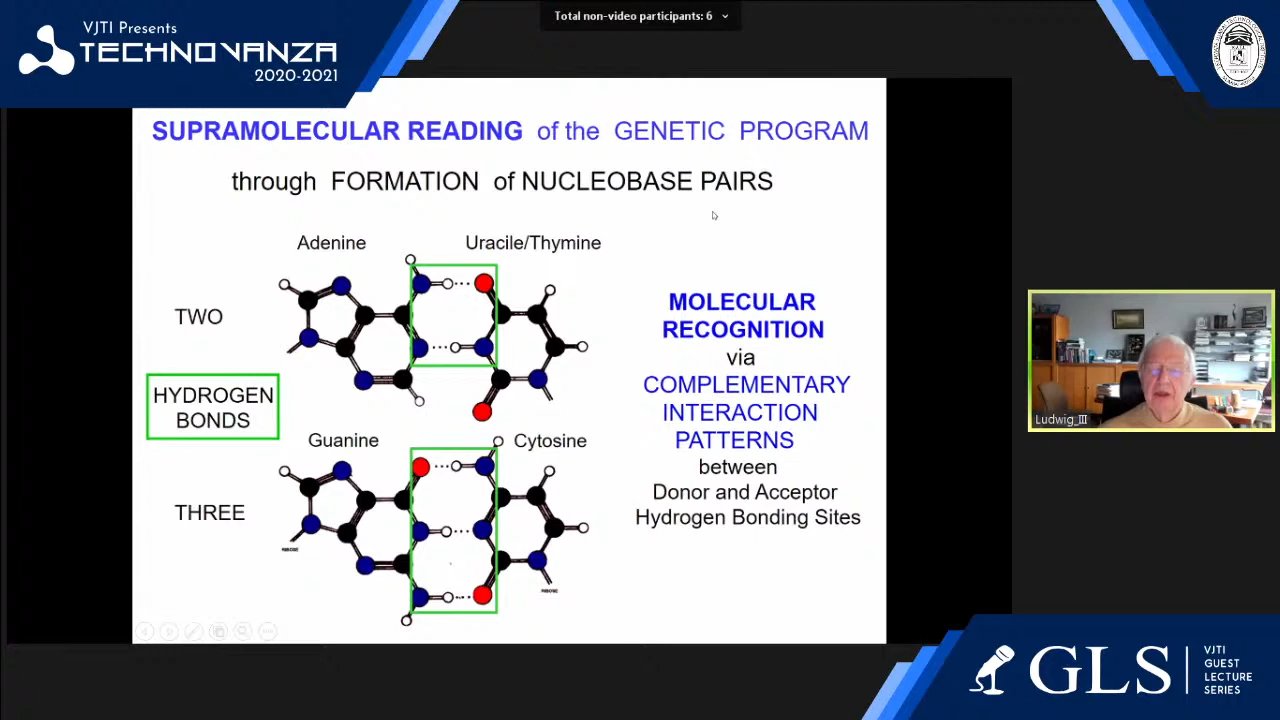 Total non-video participants: 6
VJTI Presents
TECHNOVANZA
2020-2021
SUPRAMOLECULAR READING of the GENETIC PROGRAM
through FORMATION of NUCLEOBASE PAIRS
Adenine
Uracile/Thymine
TWO
HYDROGEN
BONDS
Guanine
Cytosine
THREE
RIBOSE
RIBOSE
MOLECULAR
RECOGNITION
via
COMPLEMENTARY
INTERACTION
PATTERNS
between
Donor and Acceptor
Hydrogen Bonding Sites
Ludwig_III
GLS
VJTI
GUEST
LECTURE
SERIES